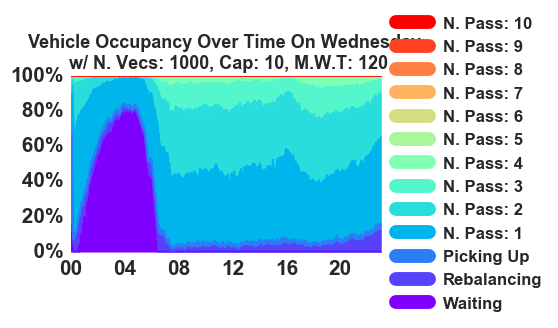 Vehicle Occupancy Over Time On Wednesday
w/ N. Vecs: 1000, Cap: 10, M.W.T: 120
100%
80%
60%
40%
20%
0%
00 04 08 12 16 20
N. Pass: 10
N. Pass: 9
N. Pass: 8
N. Pass: 7
N. Pass: 6
N. Pass: 5
N. Pass: 4
N. Pass: 3
N. Pass: 2
N. Pass: 1
Picking Up
Rebalancing
Waiting